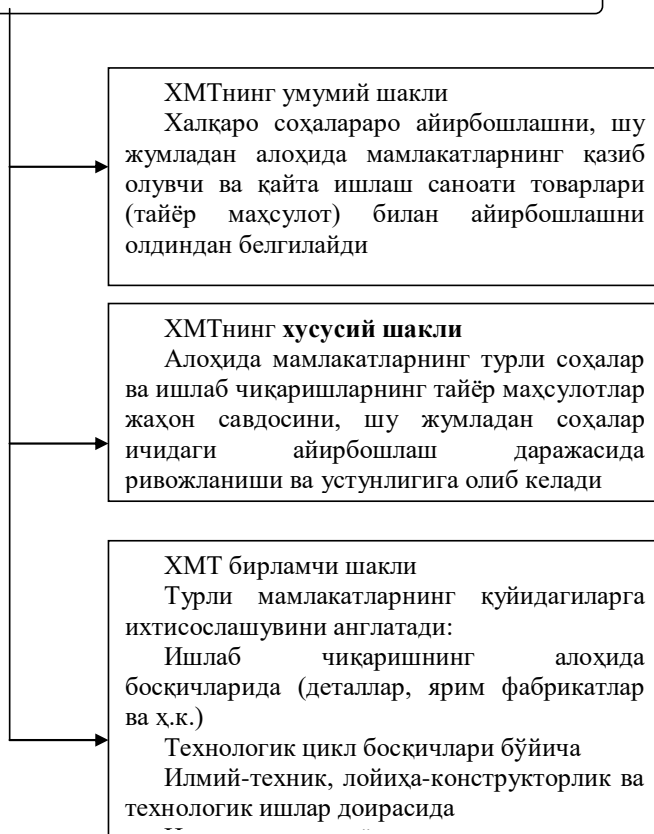 ХМТнинг умумий шакли
Халқаро соҳалараро айирбошлашни, шу
жумладан алоҳида мамлакатларнинг қазиб
олувчи ва қайта ишлаш саноати товарлари
(тайёр маҳсулот) билан айирбошлашни
олдиндан белгилайди
ХМТнинг хусусий шакли
Алоҳида мамлакатларнинг турли соҳалар
ва ишлаб чиқаришларнинг тайёр маҳсулотлар
жаҳон савдосини, шу жумладан соҳалар
ичидаги айирбошлаш даражасида
ривожланиши ва устунлигига олиб келади
ХМТ бирламчи шакли
Турли мамлакатларнинг қуйидагиларга
ихтисослашувини англатади:
Ишлаб чиқаришнинг алоҳида
босқичларида (деталлар, ярим фабрикатлар
ва ҳ.к.)
Технологик цикл босқичлари бўйича
Илмий-техник, лойиҳа-конструкторлик ва
технологик ишлар доирасида